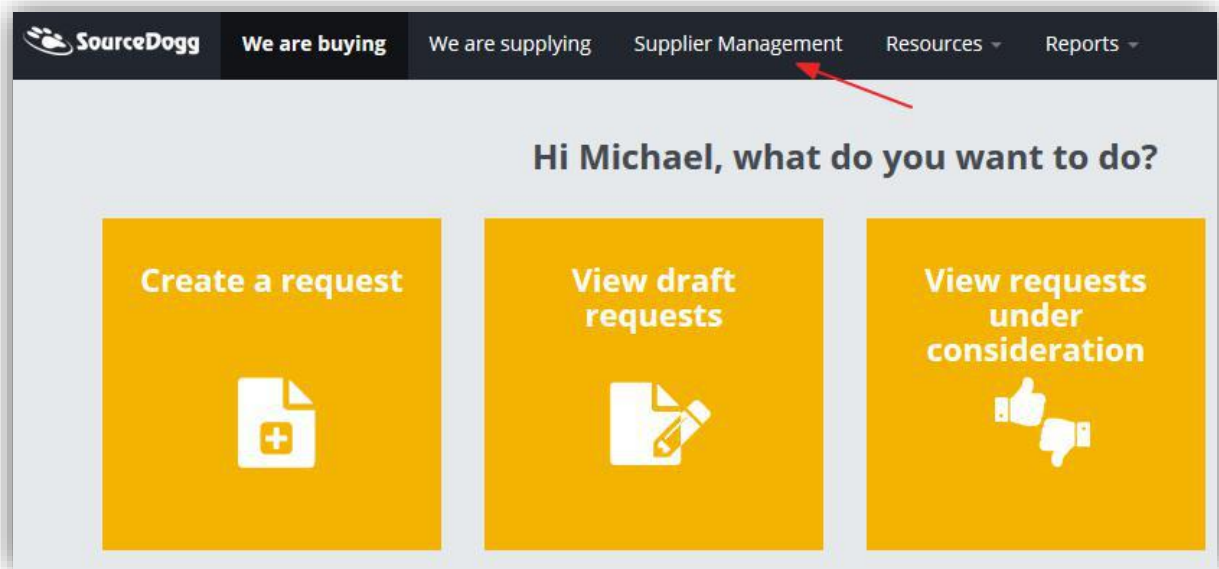 SourceDogg We are buying We are supplying Supplier Management Resources Reports
Hi Michael, what do you want to do?
Create a request
View draft
requests
View requests
under
consideration